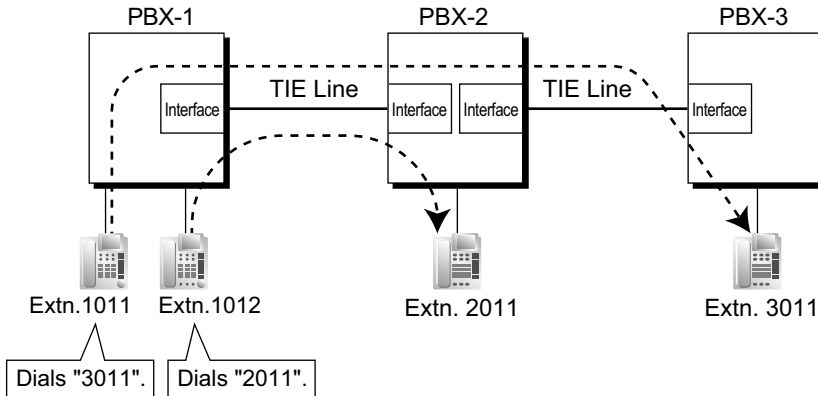 PBX-1 PBX-2 PBX-3
TIE Line TIE Line
Interface Interface Interface Interface
Extn.1011 Extn.1012 Extn. 2011 Extn. 3011
Dials "3011". Dials "2011".